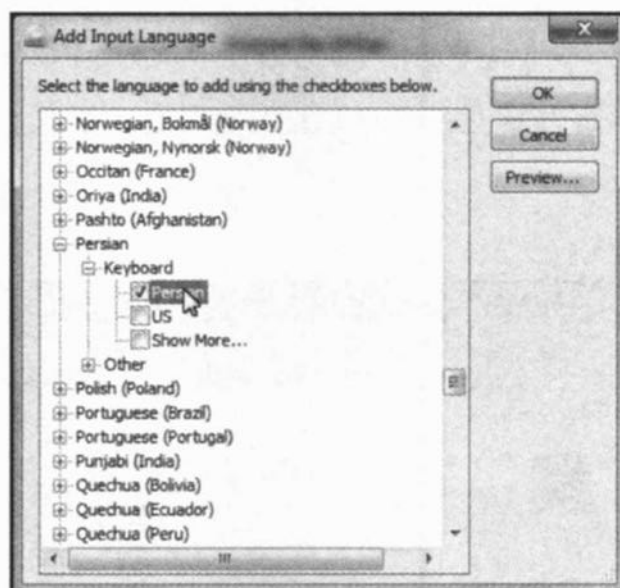 Add Input Language
Select the language to add using the checkboxes below.
OK
Cancel
Preview...
Norwegian, Bokmål (Norway)
Norwegian, Nynorsk (Norway)
Occitan (France)
Oriya (India)
Pashto (Afghanistan)
Persian
Keyboard
Persian
US
Show More...
Other
Polish (Poland)
Portuguese (Brazil)
Portuguese (Portugal)
Punjabi (India)
Quechua (Bolivia)
Quechua (Ecuador)
Quechua (Peru)